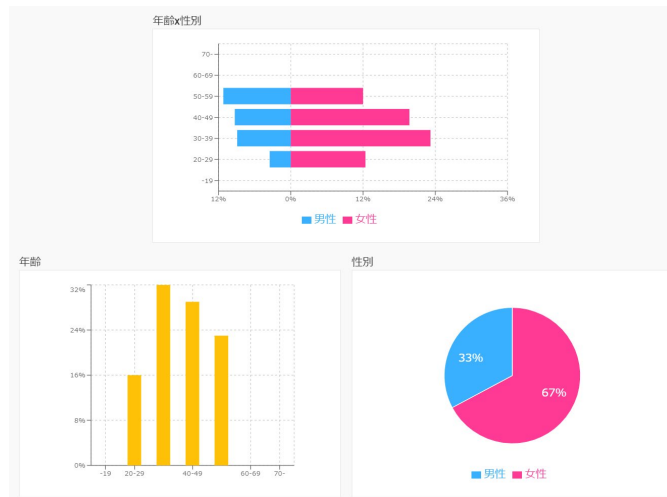 年齢x性別
70-
60-69
50-59
40-49
30-39
20-29
-19
12% 0% 12% 24% 36%
男性 女性
年齢
32%
24%
16%
8%
0%
-19 20-29 40-49 60-69 70-
性別
33%
67%
男性 女性